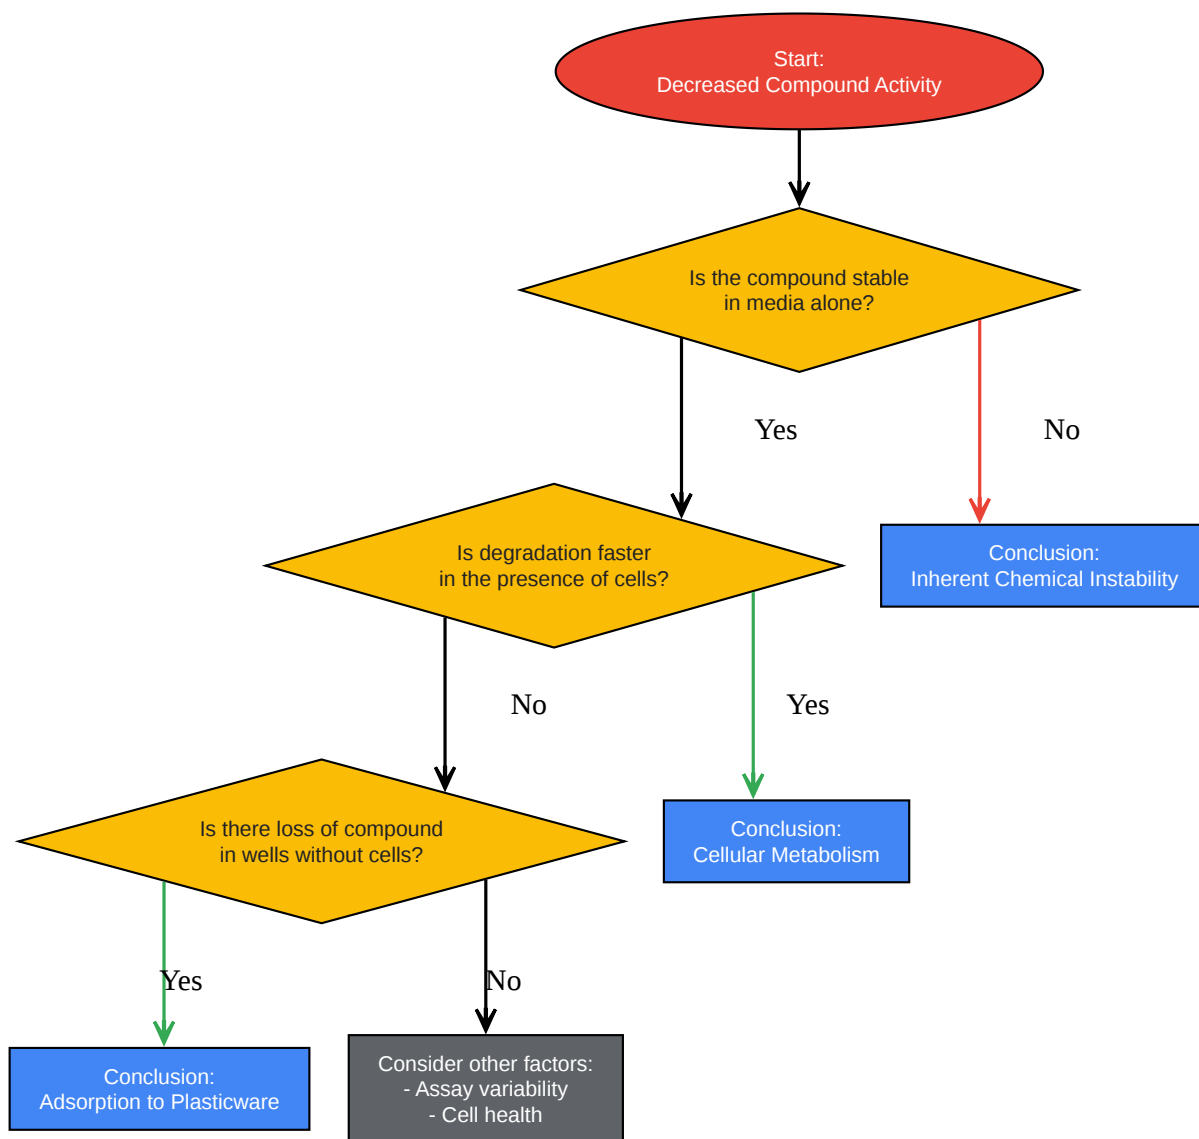 Start:
Decreased Compound Activity
Is the compound stable
in media alone?
Yes
No
Is degradation faster
in the presence of cells?
Conclusion:
Inherent Chemical Instability
No
Yes
Is there loss of compound
in wells without cells?
Conclusion:
Cellular Metabolism
Yes
No
Conclusion:
Adsorption to Plasticware
Consider other factors:
- Assay variability
- Cell health